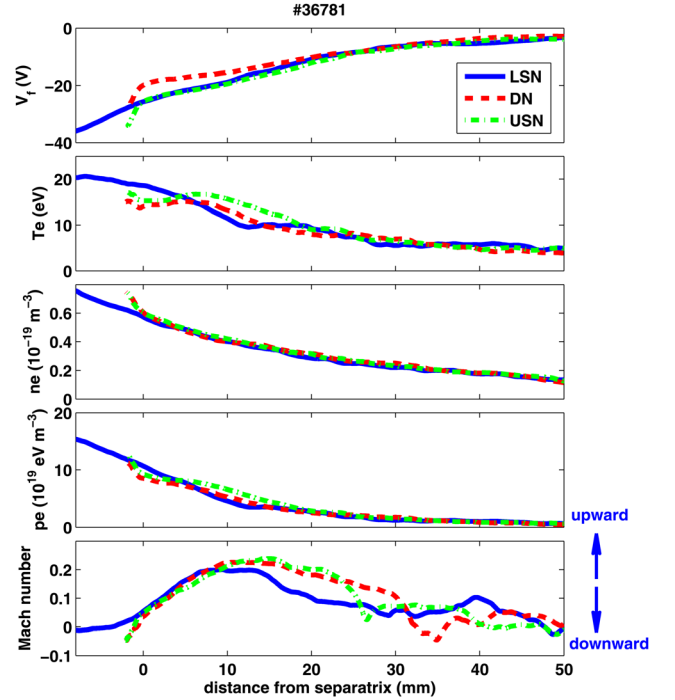 #36781
0
−20
−40
V_f (V)
LSN
DN
USN
20
10
0
Te (eV)
0.6
0.4
0.2
0
ne (10^−19 m^−3)
20
10
0
pe (10^19 eV m^−3)
upward
0.2
0.1
0
−0.1
Mach number
downward
0 10 20 30 40 50
distance from separatrix (mm)